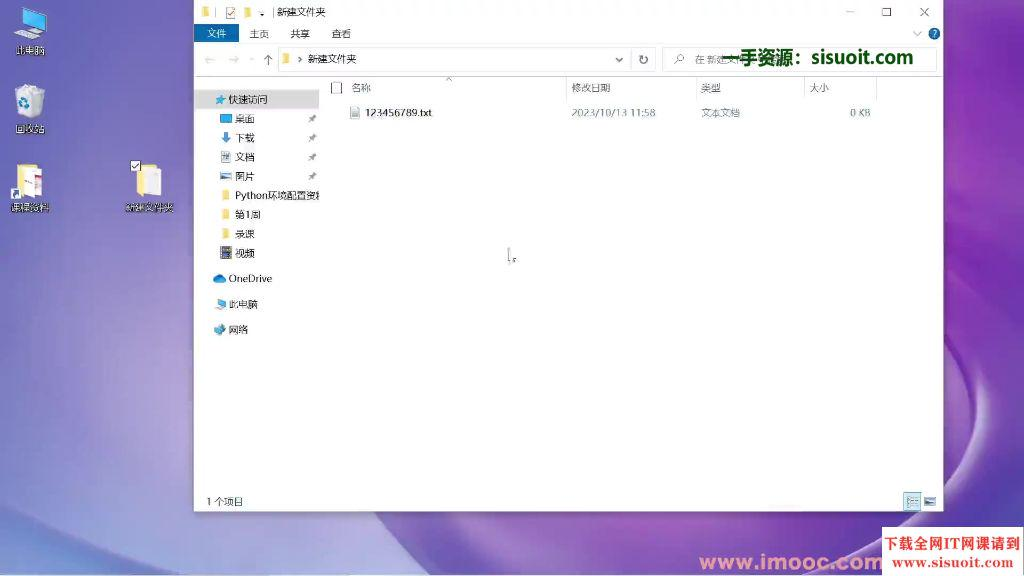 新建文件夹
文件 主页 共享 查看
新建文件夹
一手资源：sisuoit.com
名称 修改日期 类型 大小
123456789.txt 2023/10/13 11:58 文本文档 0 KB
快速访问
桌面
下载
文档
图片
Python环境配置资料
第1周
录课
视频
OneDrive
此电脑
网络
1 个项目
此电脑
回收站
课程资料
新建文件夹
www.imooc.com
下载全网IT网课请到
www.sisuoit.com